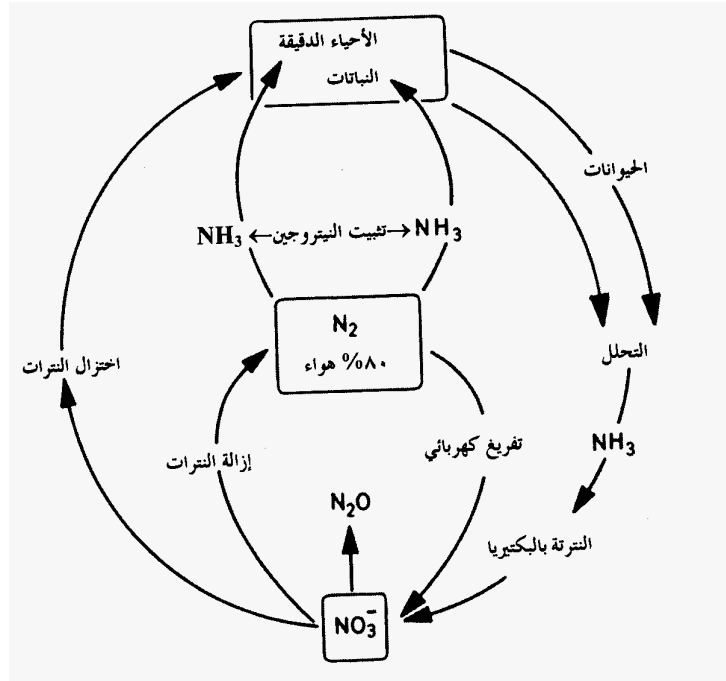 الأحياء الدقيقة
النباتات
الحيوانات
NH₃ ←تثبيت النيتروجين→ NH₃
N₂
٨٠% هواء
التحلل
اختزال النترات
إزالة النترات
تفريغ كهربائي
NH₃
N₂O
النترتة بالبكتيريا
NO₃⁻